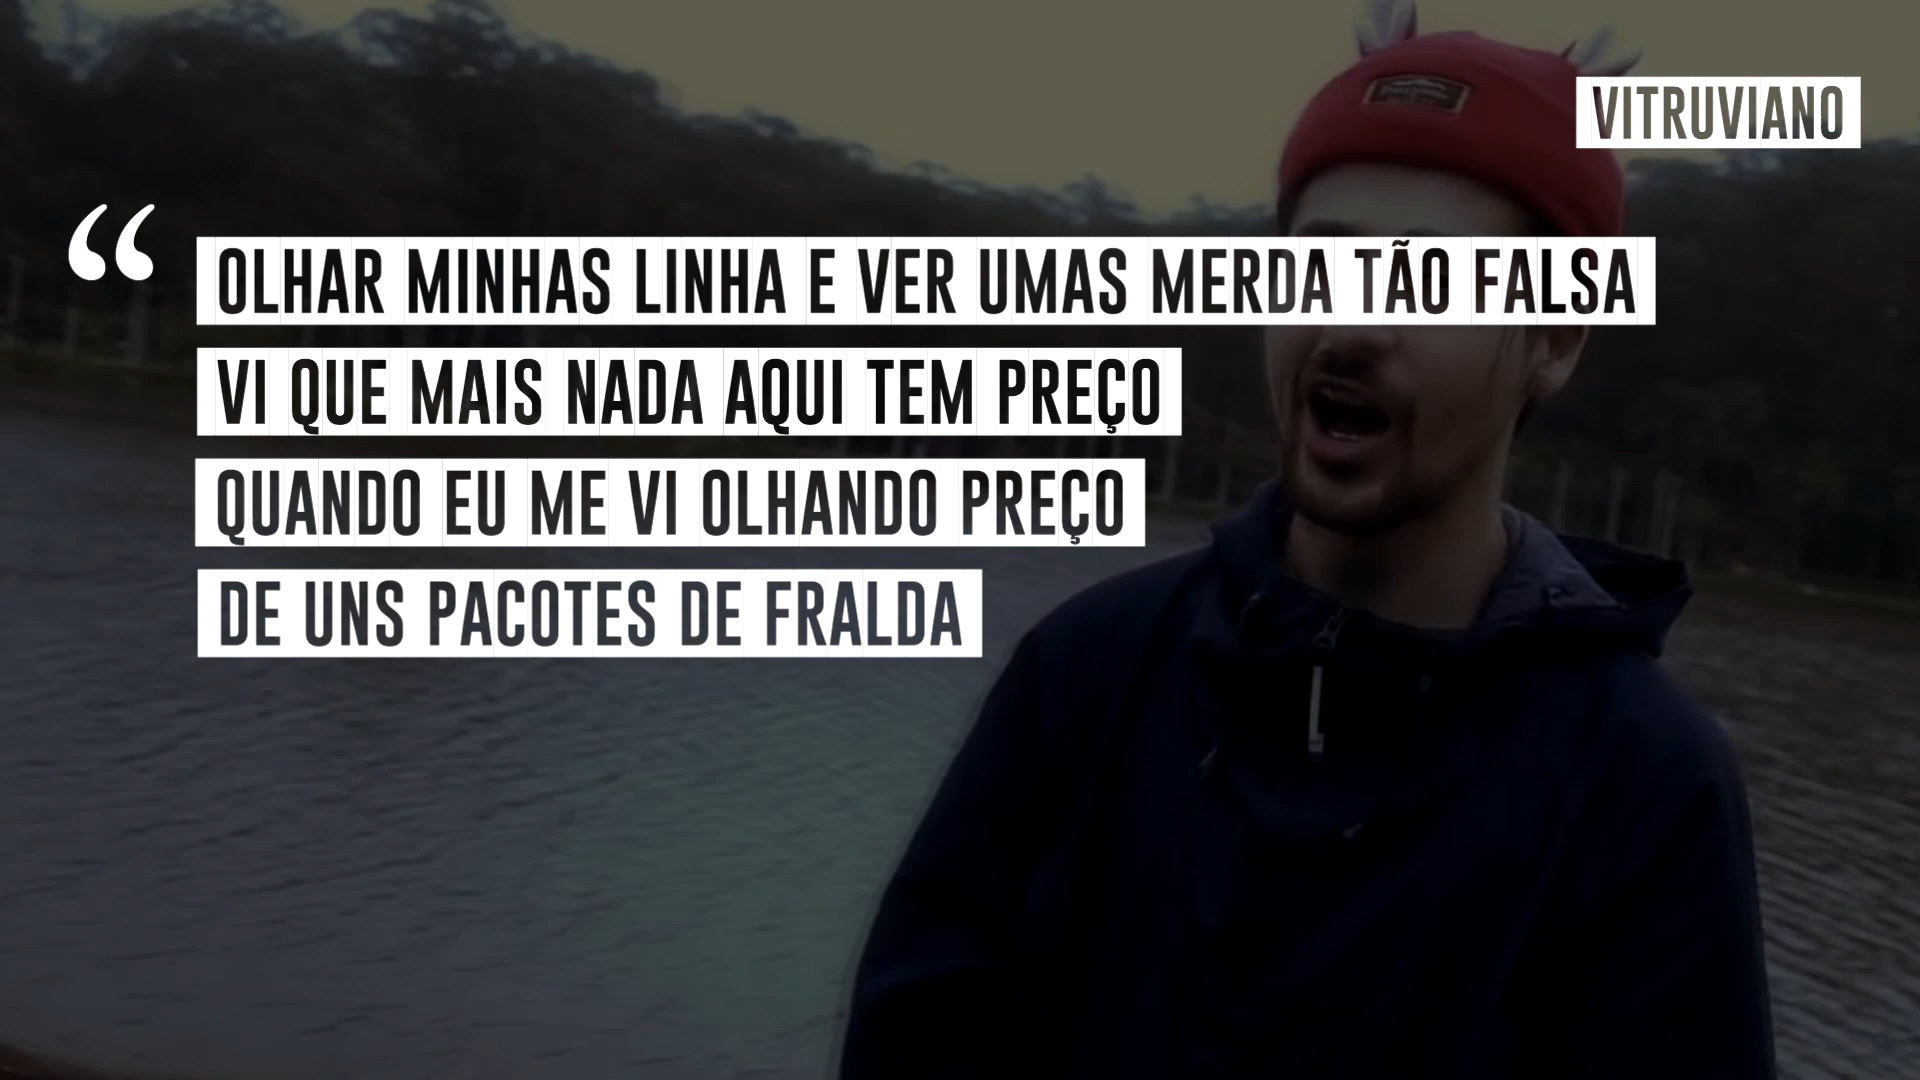 VITRUVIANO
“
OLHAR MINHAS LINHA E VER UMAS MERDA TÃO FALSA
VI QUE MAIS NADA AQUI TEM PREÇO
QUANDO EU ME VI OLHANDO PREÇO
DE UNS PACOTES DE FRALDA